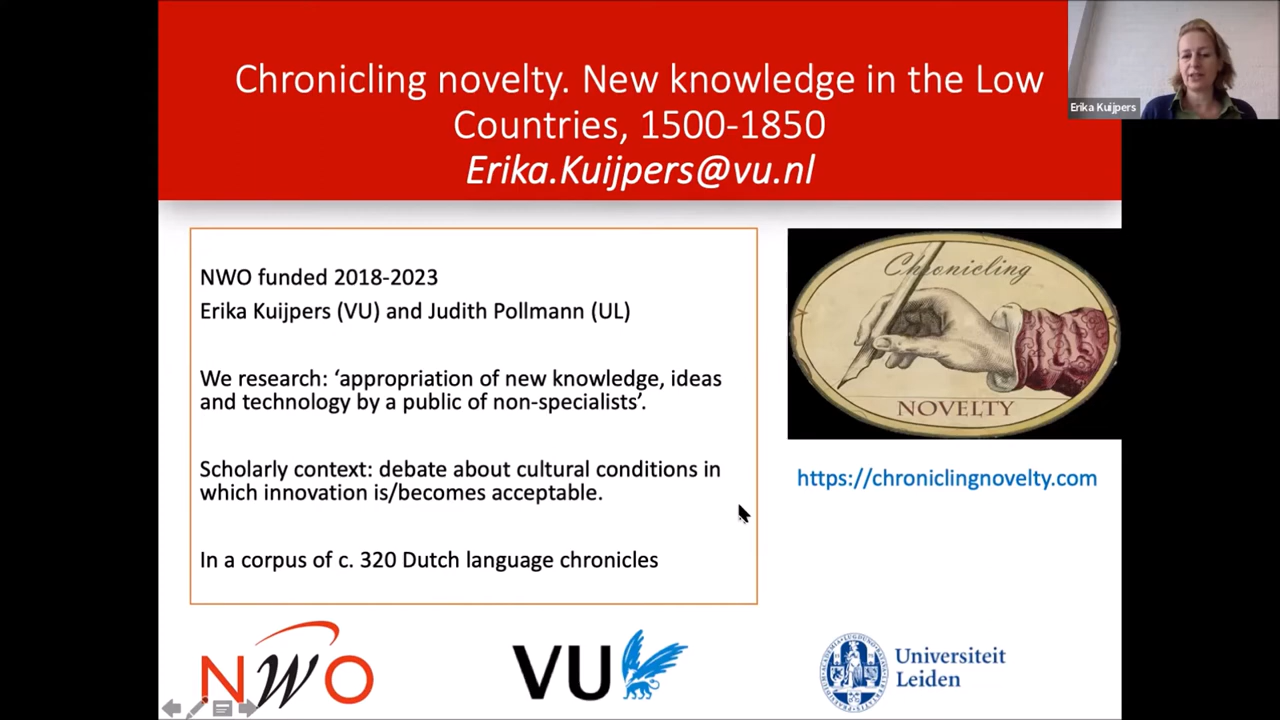 Chronicling novelty. New knowledge in the Low
Countries, 1500-1850
Erika.Kuijpers@vu.nl
Erika Kuijpers
NWO funded 2018-2023
Erika Kuijpers (VU) and Judith Pollmann (UL)
We research: ‘appropriation of new knowledge, ideas
and technology by a public of non-specialists’.
Scholarly context: debate about cultural conditions in
which innovation is/becomes acceptable.
In a corpus of c. 320 Dutch language chronicles
Chronicling
NOVELTY
https://chroniclingnovelty.com
NWO
VU
Universiteit
Leiden